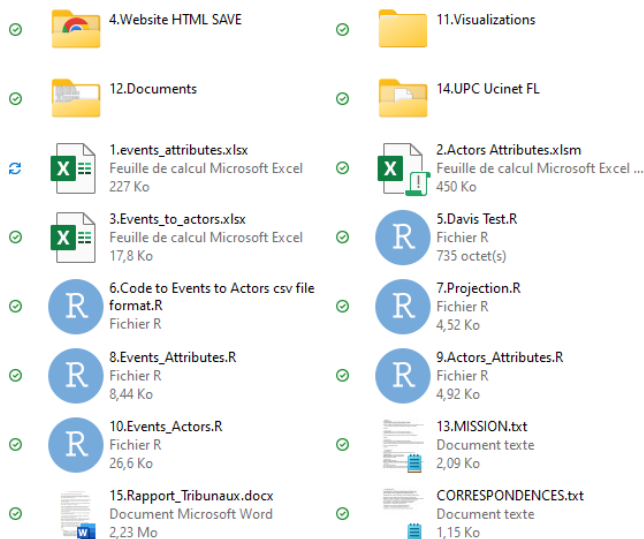 4.Website HTML SAVE
11.Visualizations
12.Documents
14.UPC Ucinet FL
1.events_attributes.xlsx
Feuille de calcul Microsoft Excel
227 Ko
2.Actors Attributes.xlsm
Feuille de calcul Microsoft Excel ...
450 Ko
3.Events_to_actors.xlsx
Feuille de calcul Microsoft Excel
17,8 Ko
5.Davis Test.R
Fichier R
735 octet(s)
6.Code to Events to Actors csv file
format.R
Fichier R
7.Projection.R
Fichier R
4,52 Ko
8.Events_Attributes.R
Fichier R
8,44 Ko
9.Actors_Attributes.R
Fichier R
4,92 Ko
10.Events_Actors.R
Fichier R
26,6 Ko
13.MISSION.txt
Document texte
2,09 Ko
15.Rapport_Tribunaux.docx
Document Microsoft Word
2,23 Mo
CORRESPONDENCES.txt
Document texte
1,15 Ko